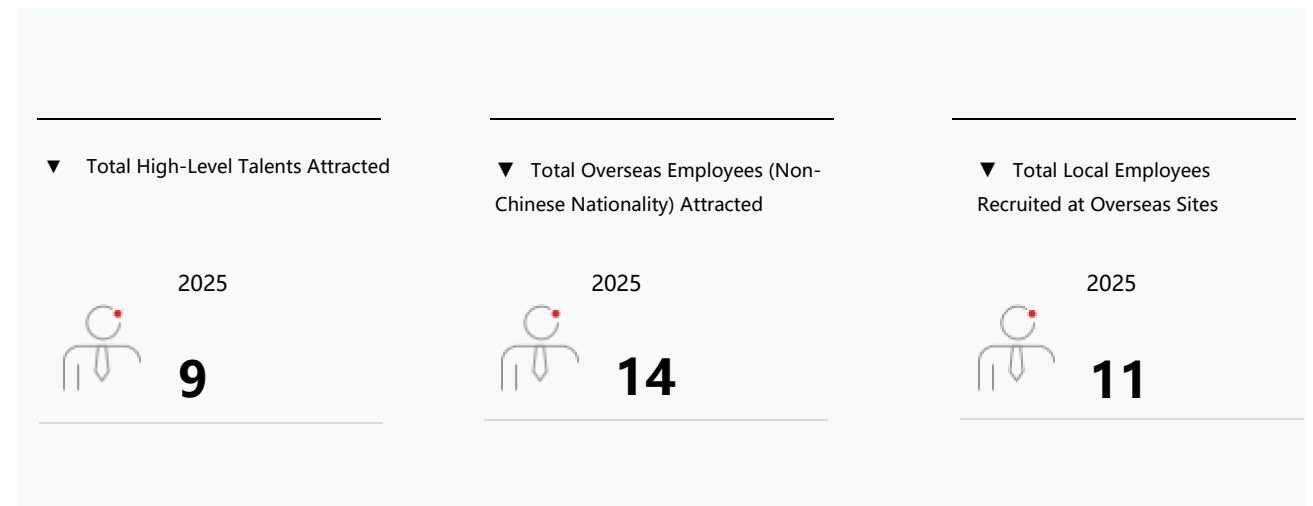 ▼ Total High-Level Talents Attracted
2025
9
▼ Total Overseas Employees (Non-
Chinese Nationality) Attracted
2025
14
▼ Total Local Employees
Recruited at Overseas Sites
2025
11